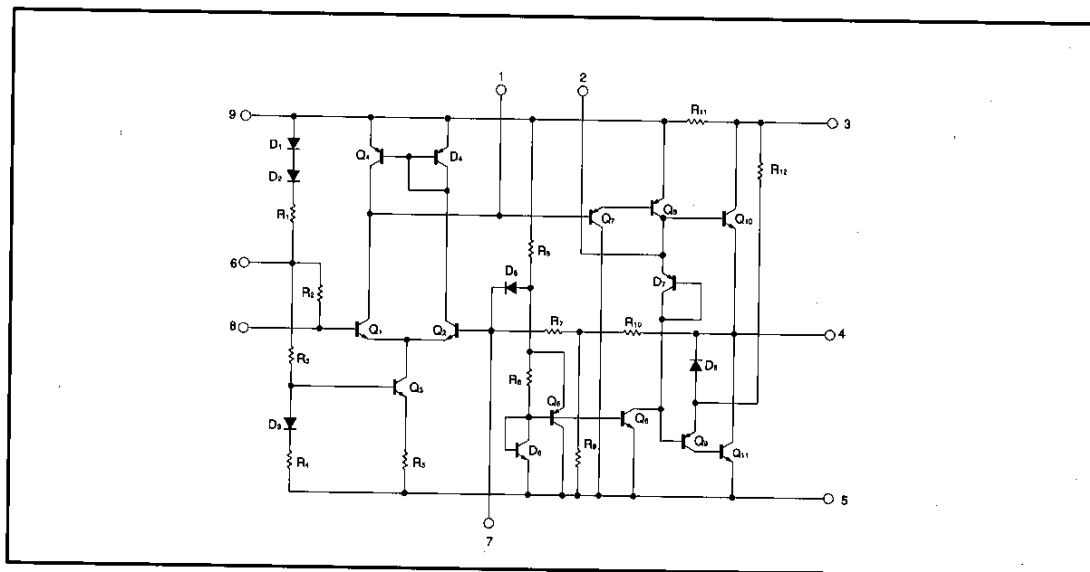 1 2
R₁₁
9 3
D₁ Q₄ D₄
D₂ R₁₂
R₁ Q₇ Q₈ Q₁₀
R₅
6
D₅ D₇
R₂
8 Q₁ Q₂ R₇ R₁₀ 4
R₃ D₈
Q₃ R₆
Q₅ Q₆
D₃ Q₉
R₄ R₃ D₆ R₉ Q₁₁
5
7